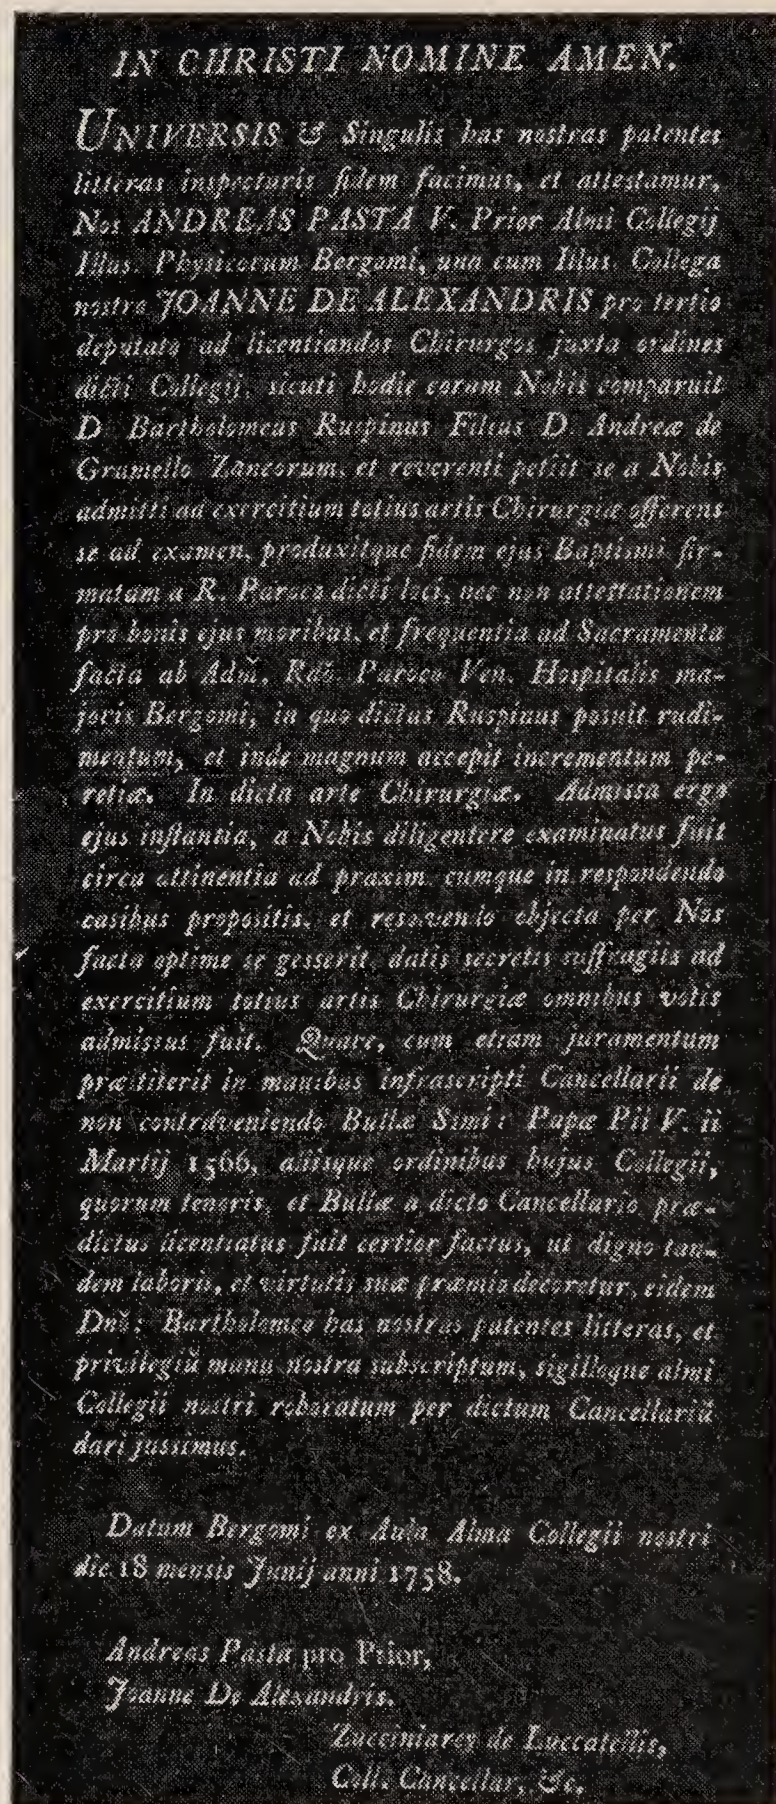 IN CHRISTI NOMINE AMEN.
UNIVERSIS & Singulis has nostras patentes
litteras inspecturis fidem facimus, et attestamur,
Nos ANDREAS PASTA V. Prior Almi Collegij
Illus. Physicorum Bergomi, una cum Illus. Collega
nostro JOANNE DE ALEXANDRIS pro tertio
deputato ad licentiandos Chirurgos juxta ordines
dicti Collegij, sicuti hodie coram Nobis comparuit
D Bartholomeus Ruspinus Filius D Andreæ de
Grumello Zancorum, et reverenti petiit se a Nobis
admitti ad exercitium totius artis Chirurgiæ offerens
se ad examen, produxitque fidem ejus Baptismi fir-
matam a R. Paroco dicti loci, nec non attestationem
pro bonis ejus moribus, et frequentia ad Sacramenta
facta ab Adm̃. Rdõ Paroco Ven. Hospitalis ma-
joris Bergomi, in quo dictus Ruspinus posuit rudi-
mentum, et inde magnum accepit incrementum pe-
retiæ. In dicta arte Chirurgiæ. Admissa ergo
ejus instantia, a Nobis diligentere examinatus fuit
circa attinentia ad praxim cumque in respondendo
casibus propositis, et resolvendo objecta per Nos
facta optime se gesserit datis secretis suffragiis ad
exercitium totius artis Chirurgiæ omnibus votis
admissus fuit. Quare, cum etiam juramentum
præstiterit in manibus infrascripti Cancellarii de
non contraveniendo Bullæ Smi: Papæ Pii V. ii
Martij 1566, aliisque ordinibus hujus Collegii,
quorum tenoris, et Bullæ a dicto Cancellario præ-
dictus licentiatus fuit certior factus, ut digno tan-
dem laboris, et virtutis suæ præmio decoretur, eidem
Dnõ: Bartholomeo has nostras patentes litteras, et
privilegiũ manu nostra subscriptum, sigilloque almi
Collegii nostri roboratum per dictum Cancellariũ
dari jussimus.
Datum Bergomi ex Aula Alma Collegii nostri
die 18 mensis Junij anni 1758.
Andreas Pasta pro Prior,
Joanne De Alexandris.
de Luccatellis,
Coll. Cancellar, &c.